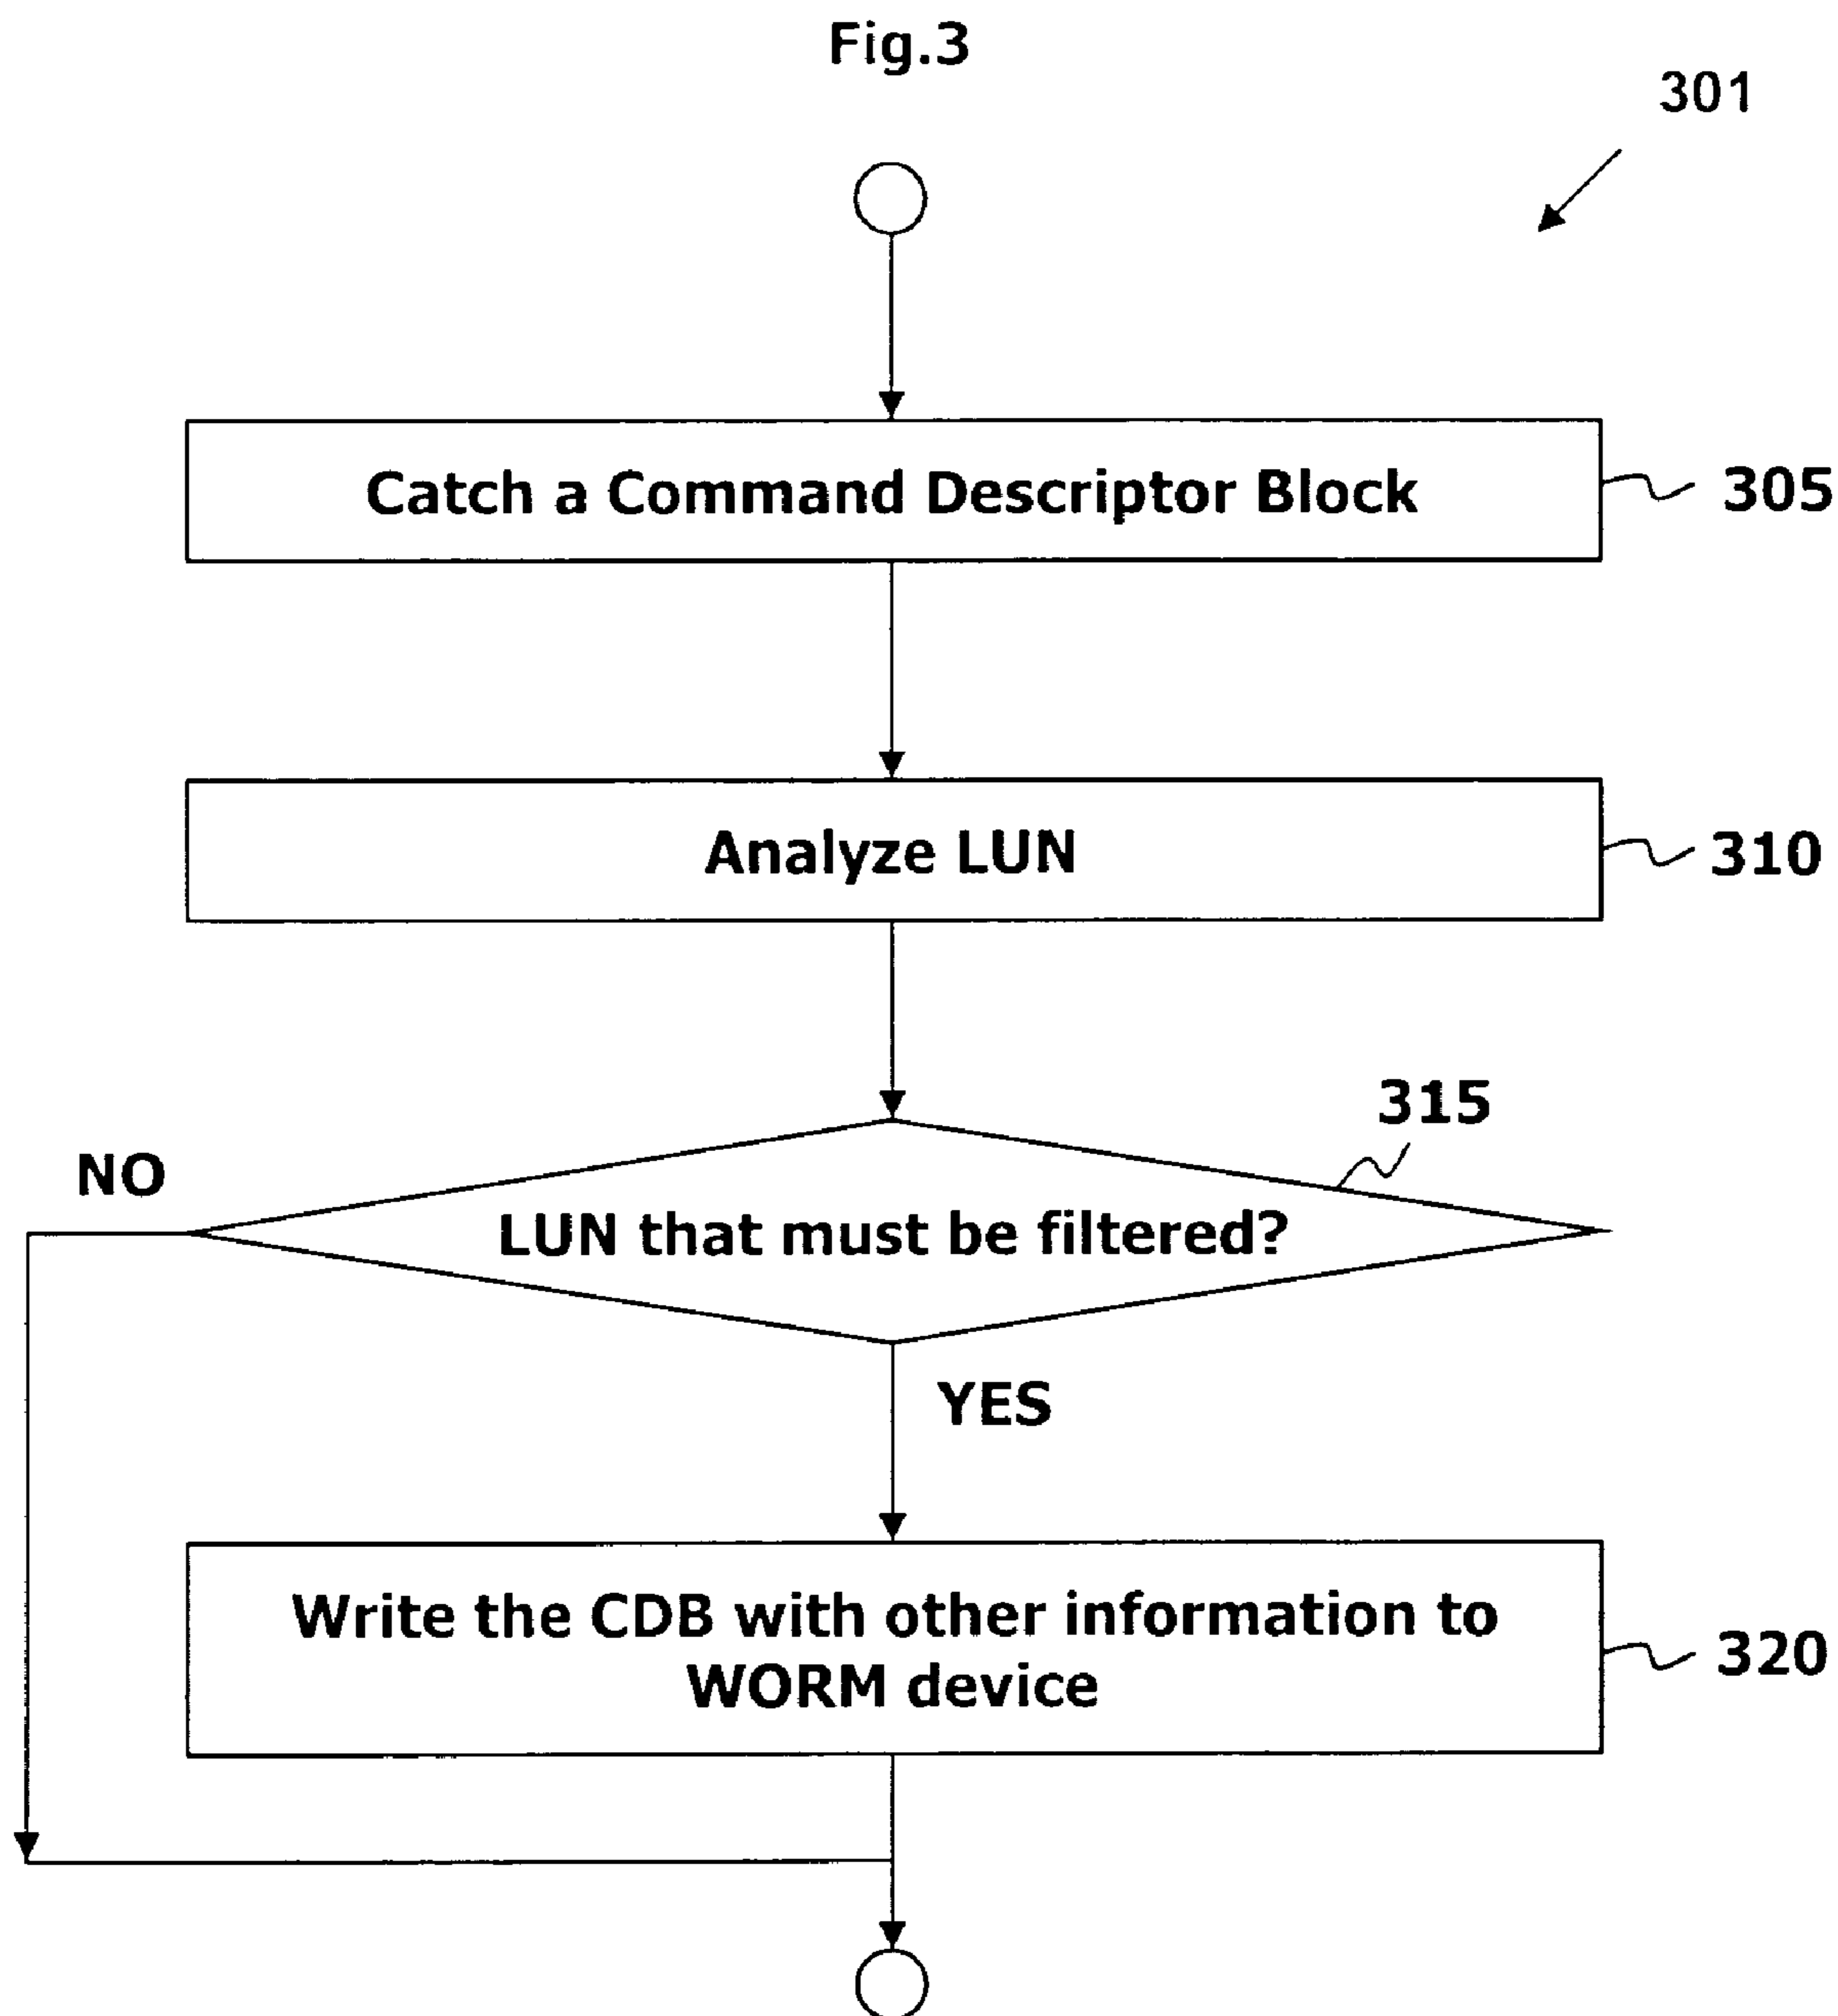 Fig.3
301
Catch a Command Descriptor Block
305
Analyze LUN
310
315
NO
LUN that must be filtered?
YES
Write the CDB with other information to
WORM device
320